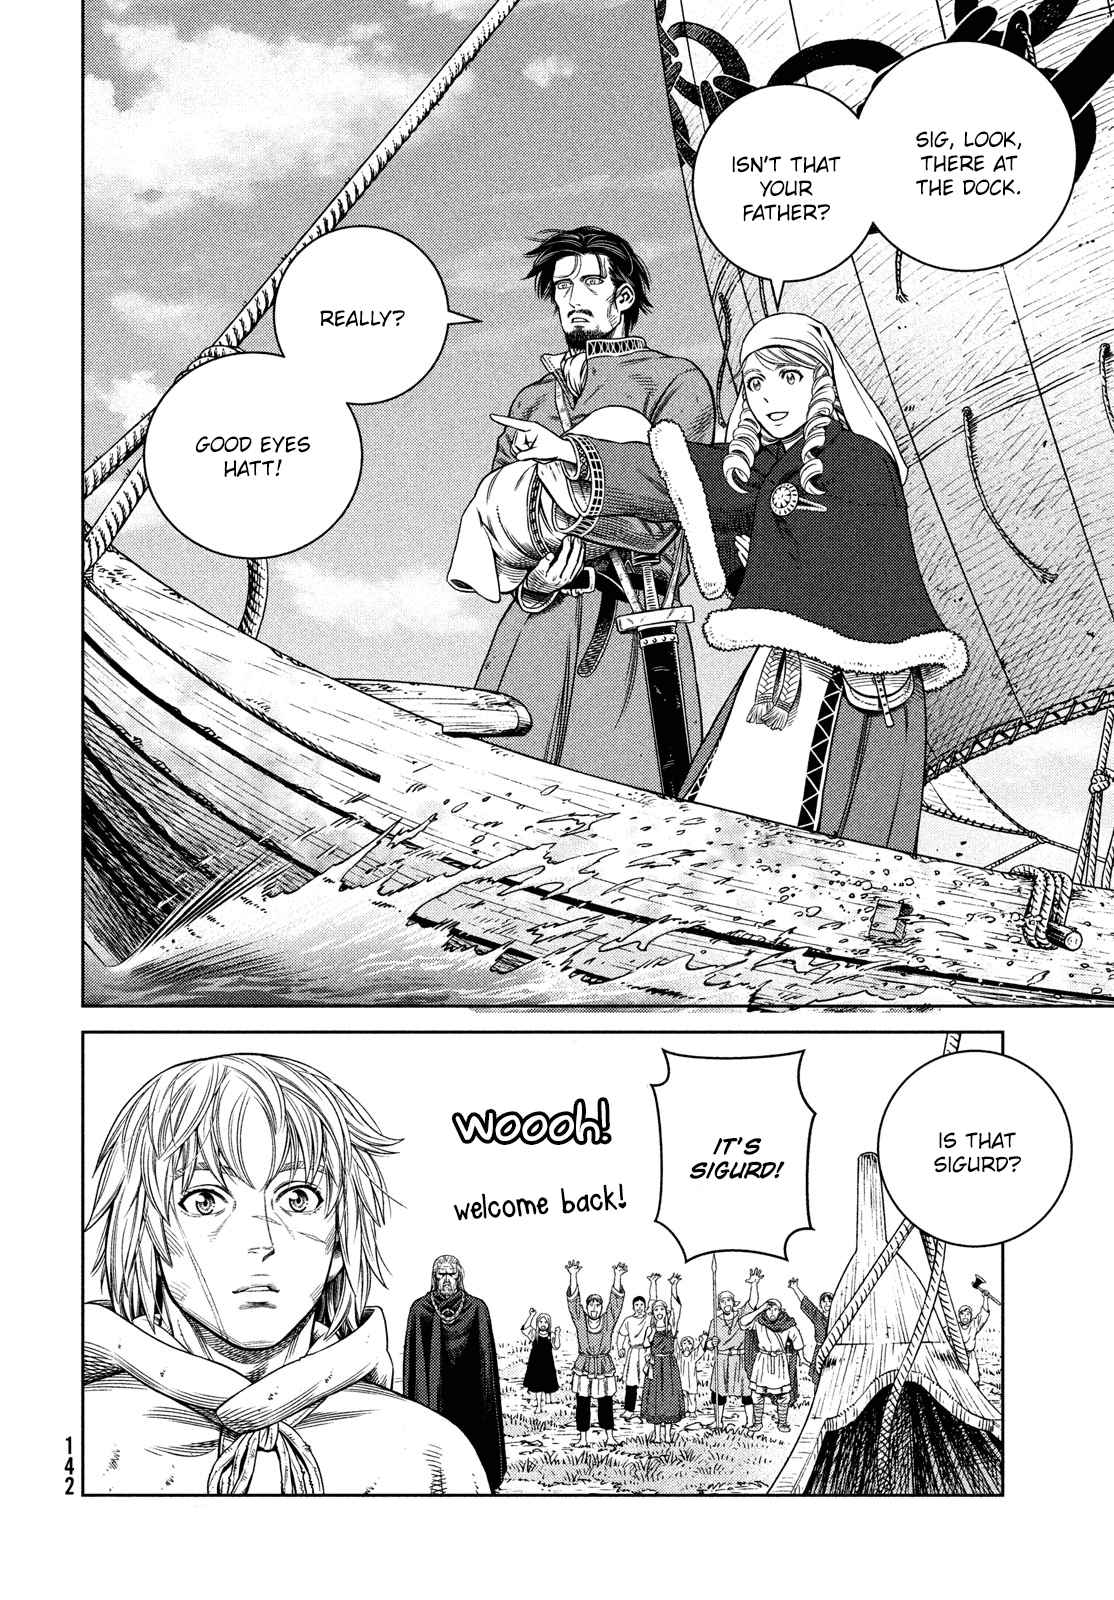 SIG, LOOK,
THERE AT
THE DOCK.
ISN'T THAT
YOUR
FATHER?
REALLY?
GOOD EYES
HATT!
IS THAT
SIGURD?
IT'S
SIGURD!
woooh!
welcome back!
142